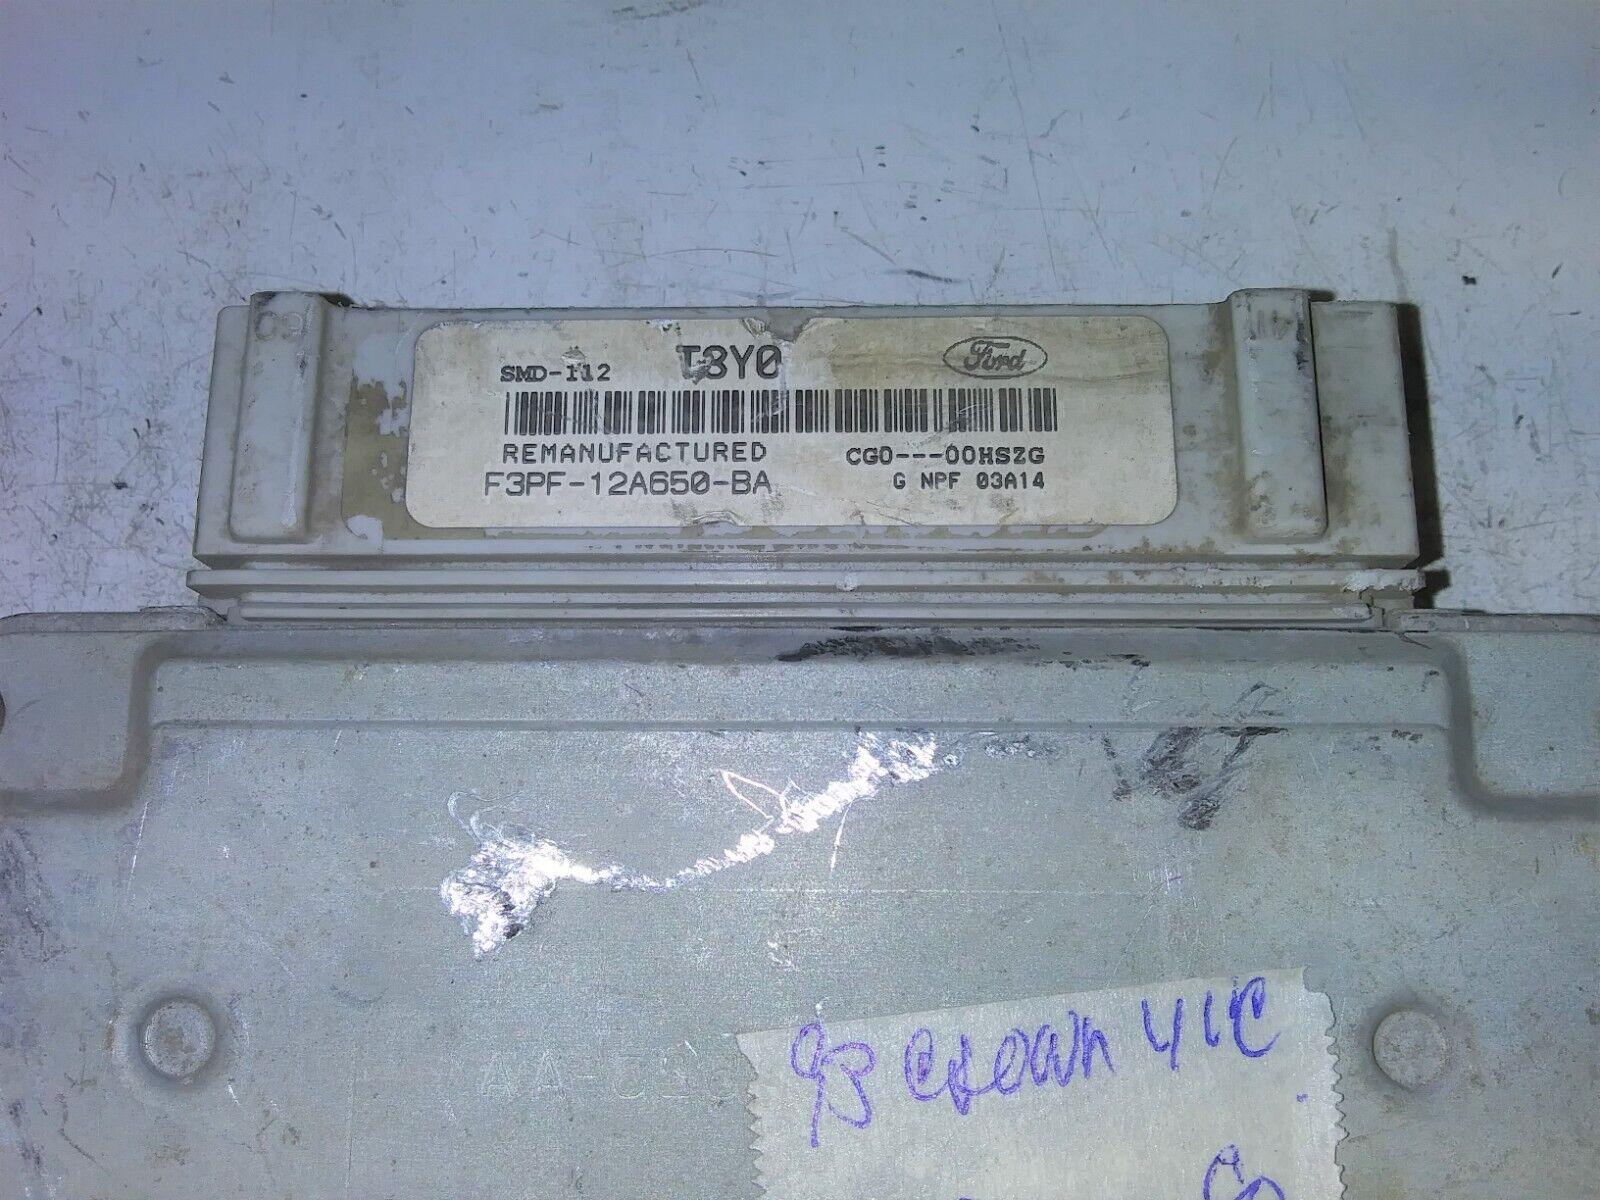 SMD-112 T3Y0 Ford
REMANUFACTURED CG0---00HSZG
F3PF-12A650-BA G NPF 03A14
93 Crown VIC